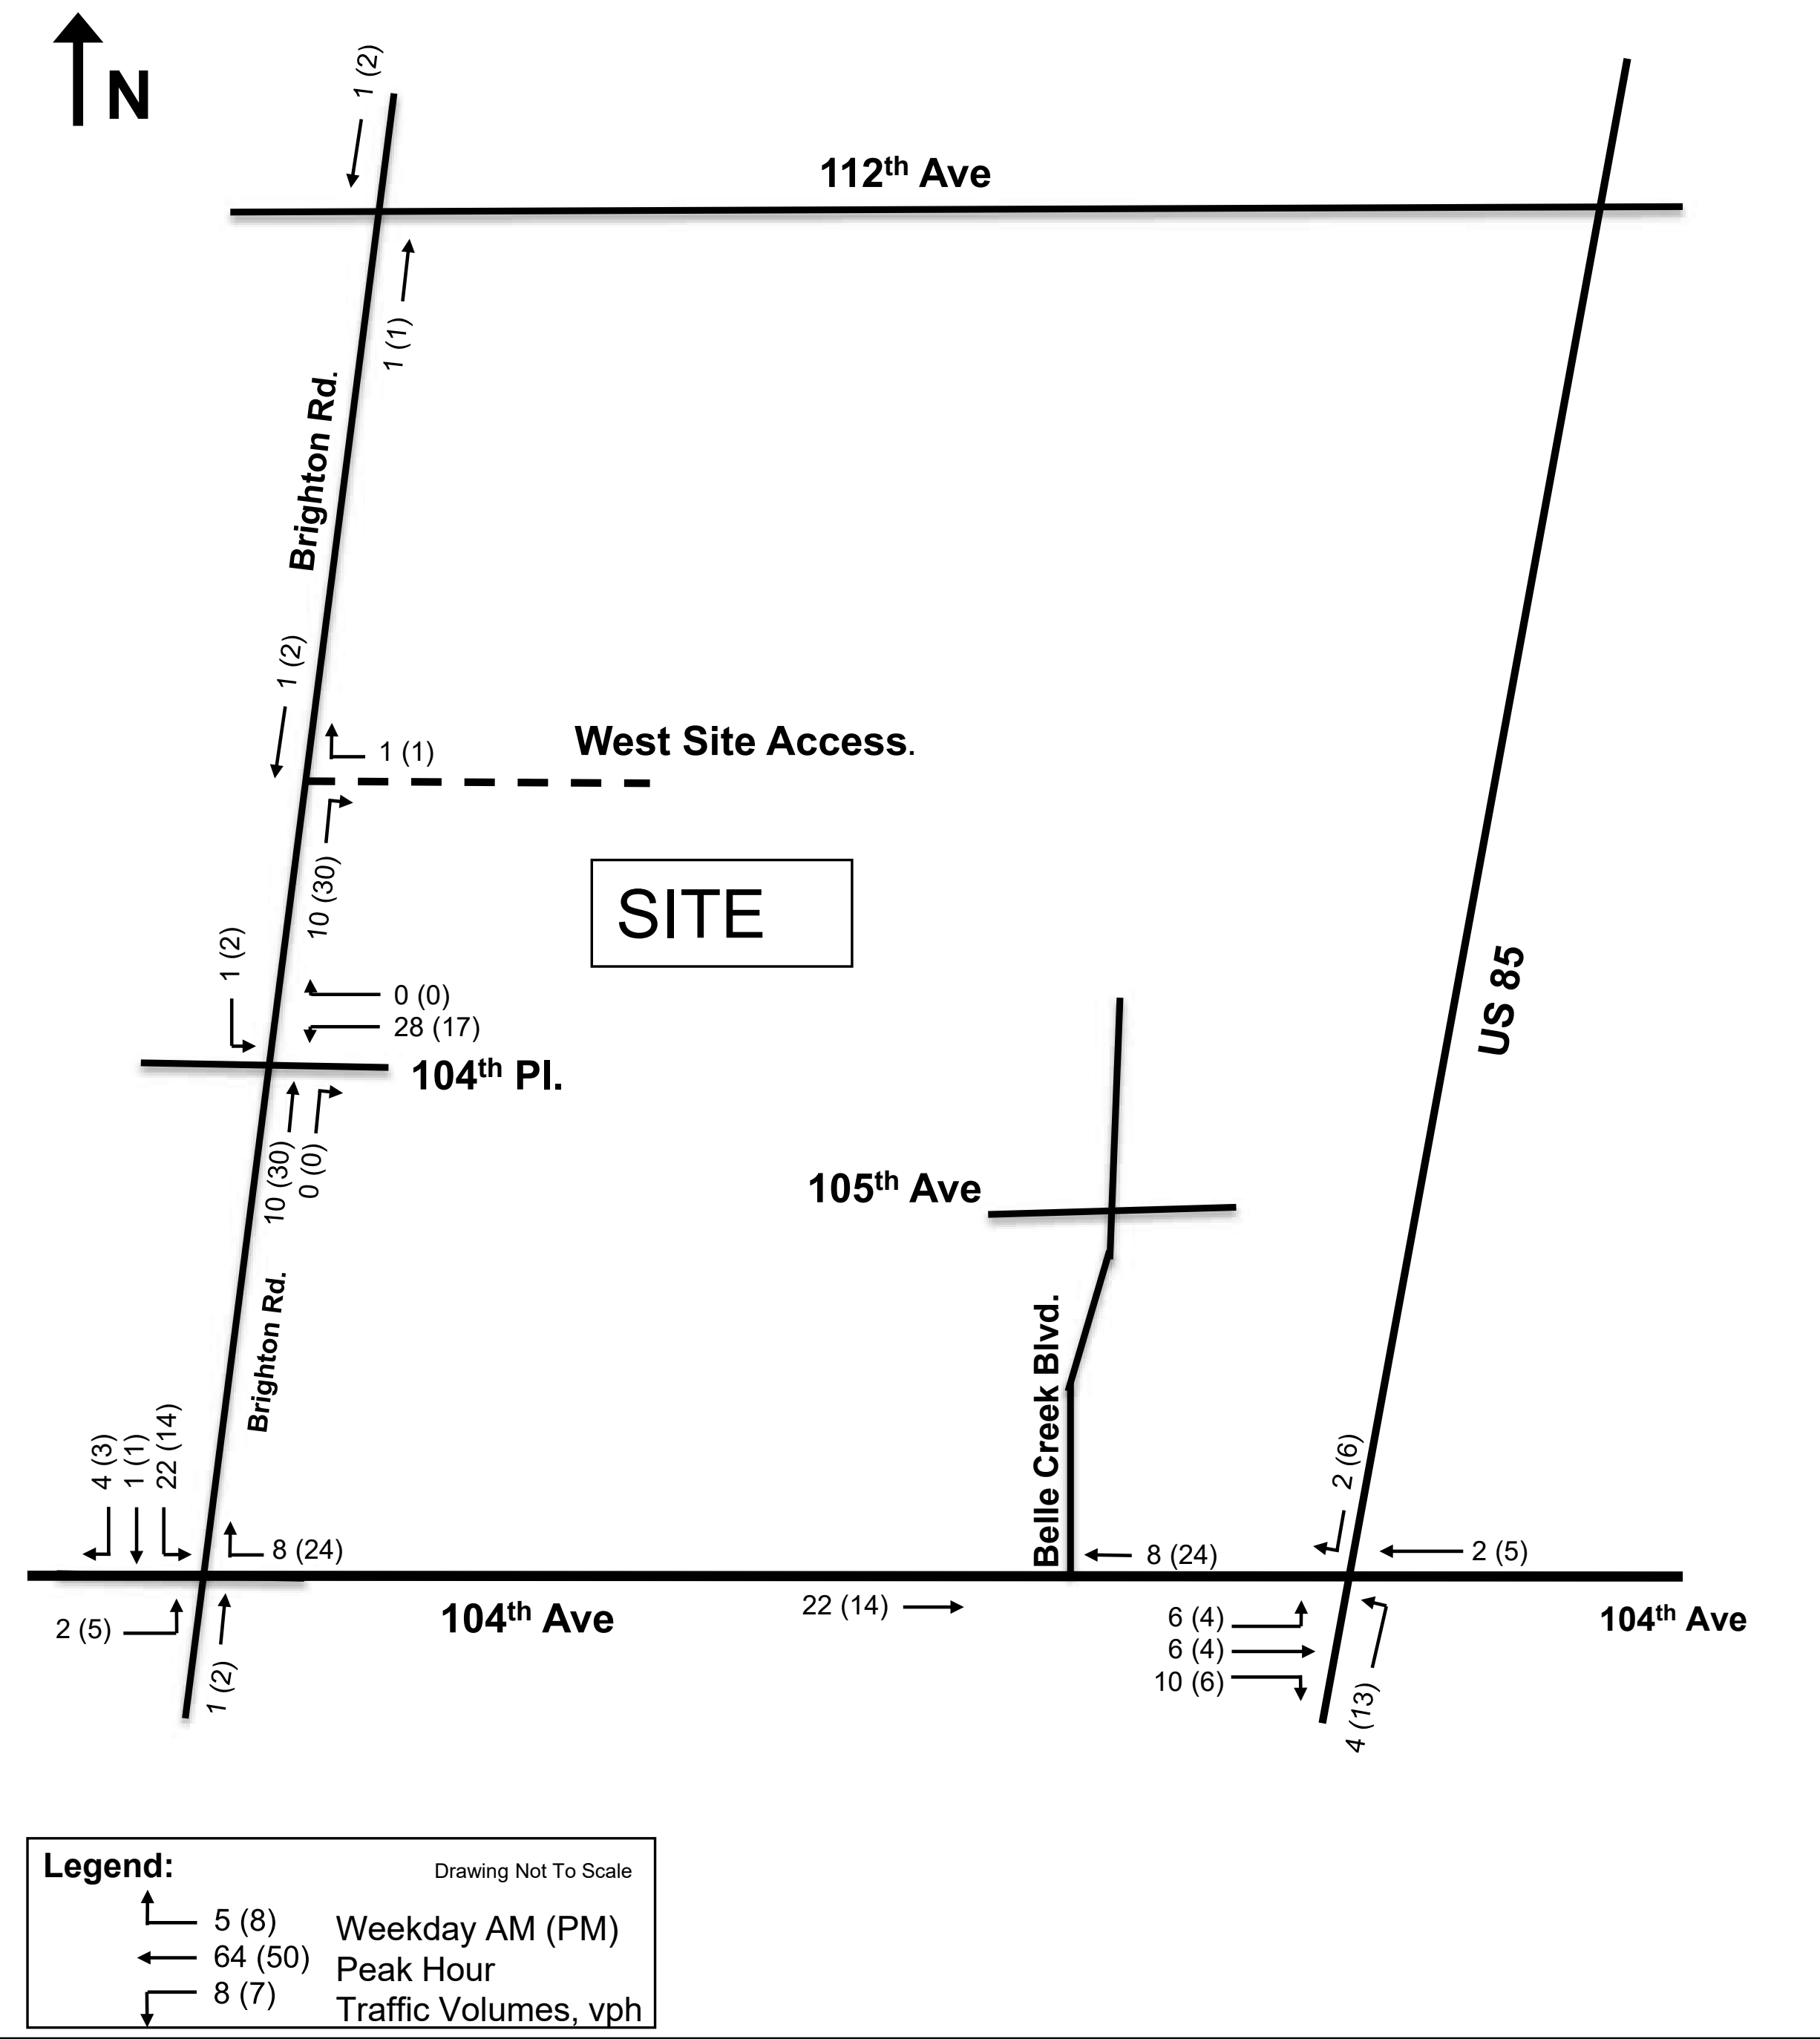 N
1 (2)
112th Ave
1 (1)
Brighton Rd.
1 (2)
1 (1)
West Site Access.
10 (30)
SITE
1 (2)
0 (0)
28 (17)
104th Pl.
10 (30)
0 (0)
US 85
105th Ave
Brighton Rd.
Belle Creek Blvd.
4 (3)
1 (1)
22 (14)
8 (24)
2 (6)
8 (24)
2 (5)
2 (5)
1 (2)
104th Ave
22 (14)
6 (4)
6 (4)
10 (6)
4 (13)
104th Ave
Legend:
Drawing Not To Scale
5 (8)
64 (50)
8 (7)
Weekday AM (PM)
Peak Hour
Traffic Volumes, vph